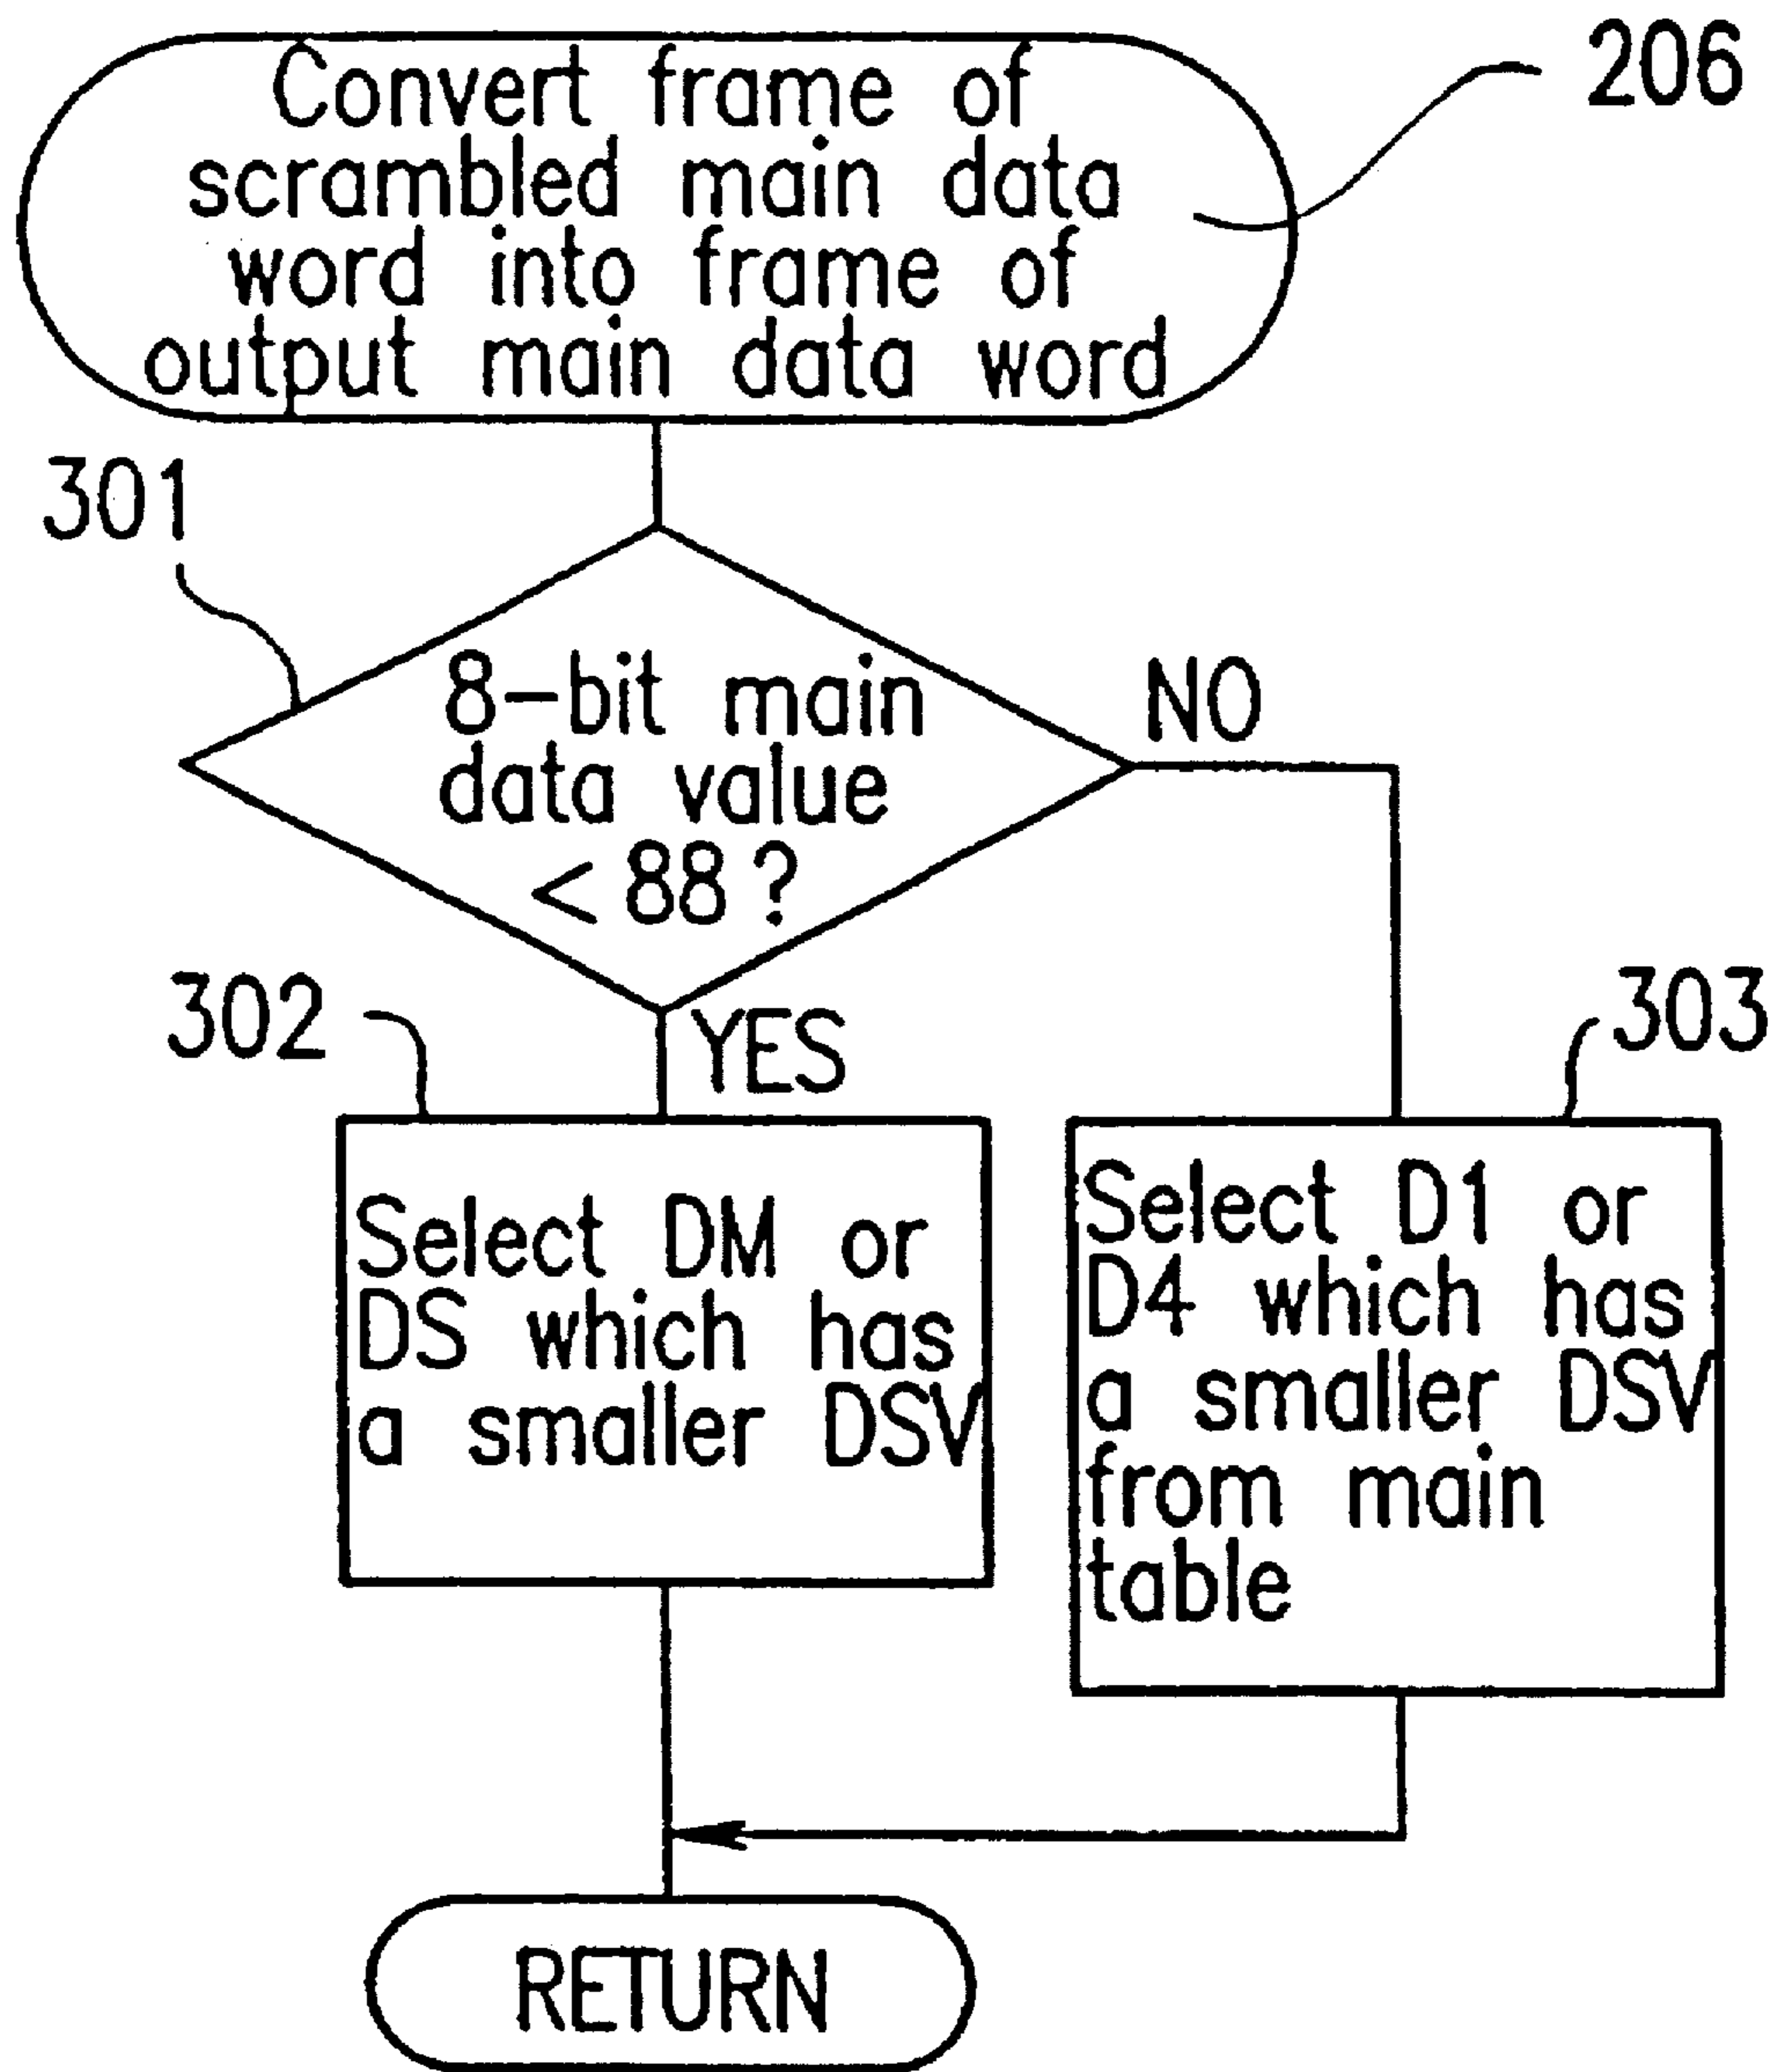 Convert frame of
scrambled main data
word into frame of
output main data word
206
301
8-bit main
data value
< 88 ?
NO
YES
302
Select DM or
DS which has
a smaller DSV
303
Select D1 or
D4 which has
a smaller DSV
from main
table
RETURN